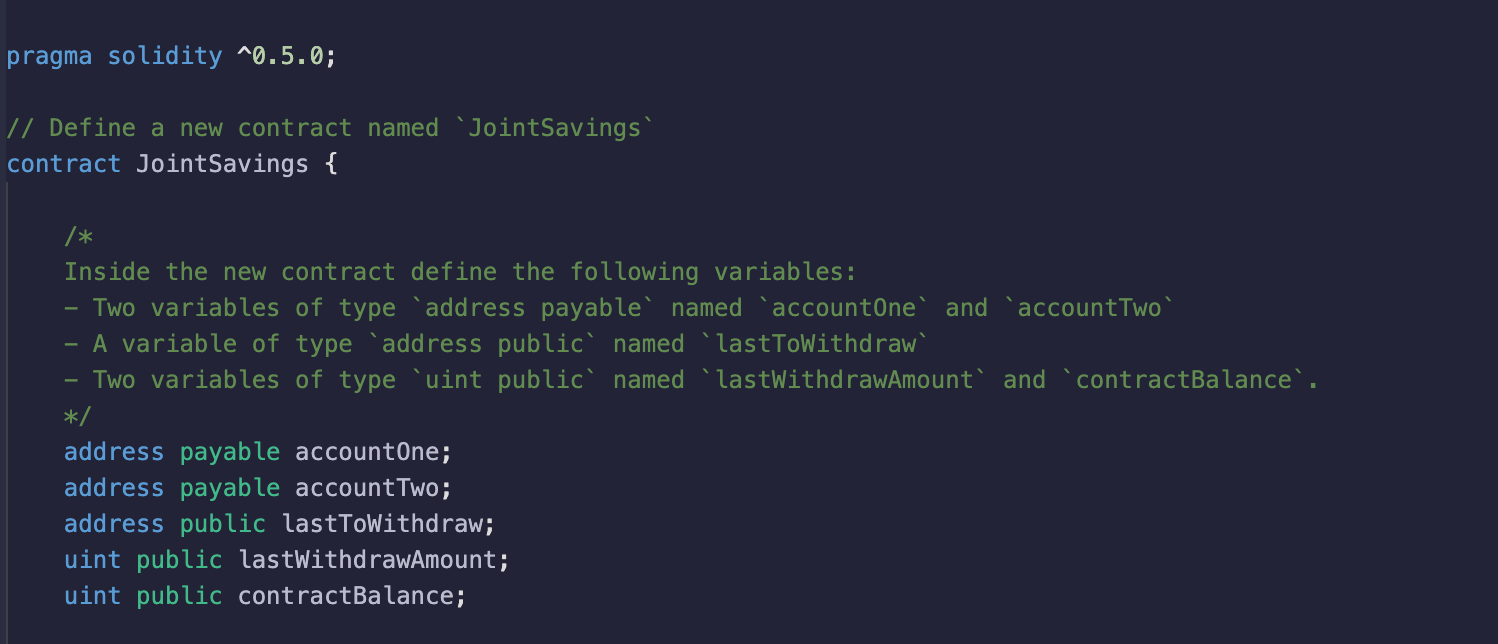 pragma solidity ^0.5.0;
// Define a new contract named `JointSavings`
contract JointSavings {
/*
Inside the new contract define the following variables:
- Two variables of type `address payable` named `accountOne` and `accountTwo`
- A variable of type `address public` named `lastToWithdraw`
- Two variables of type `uint public` named `lastWithdrawAmount` and `contractBalance`.
*/
address payable accountOne;
address payable accountTwo;
address public lastToWithdraw;
uint public lastWithdrawAmount;
uint public contractBalance;